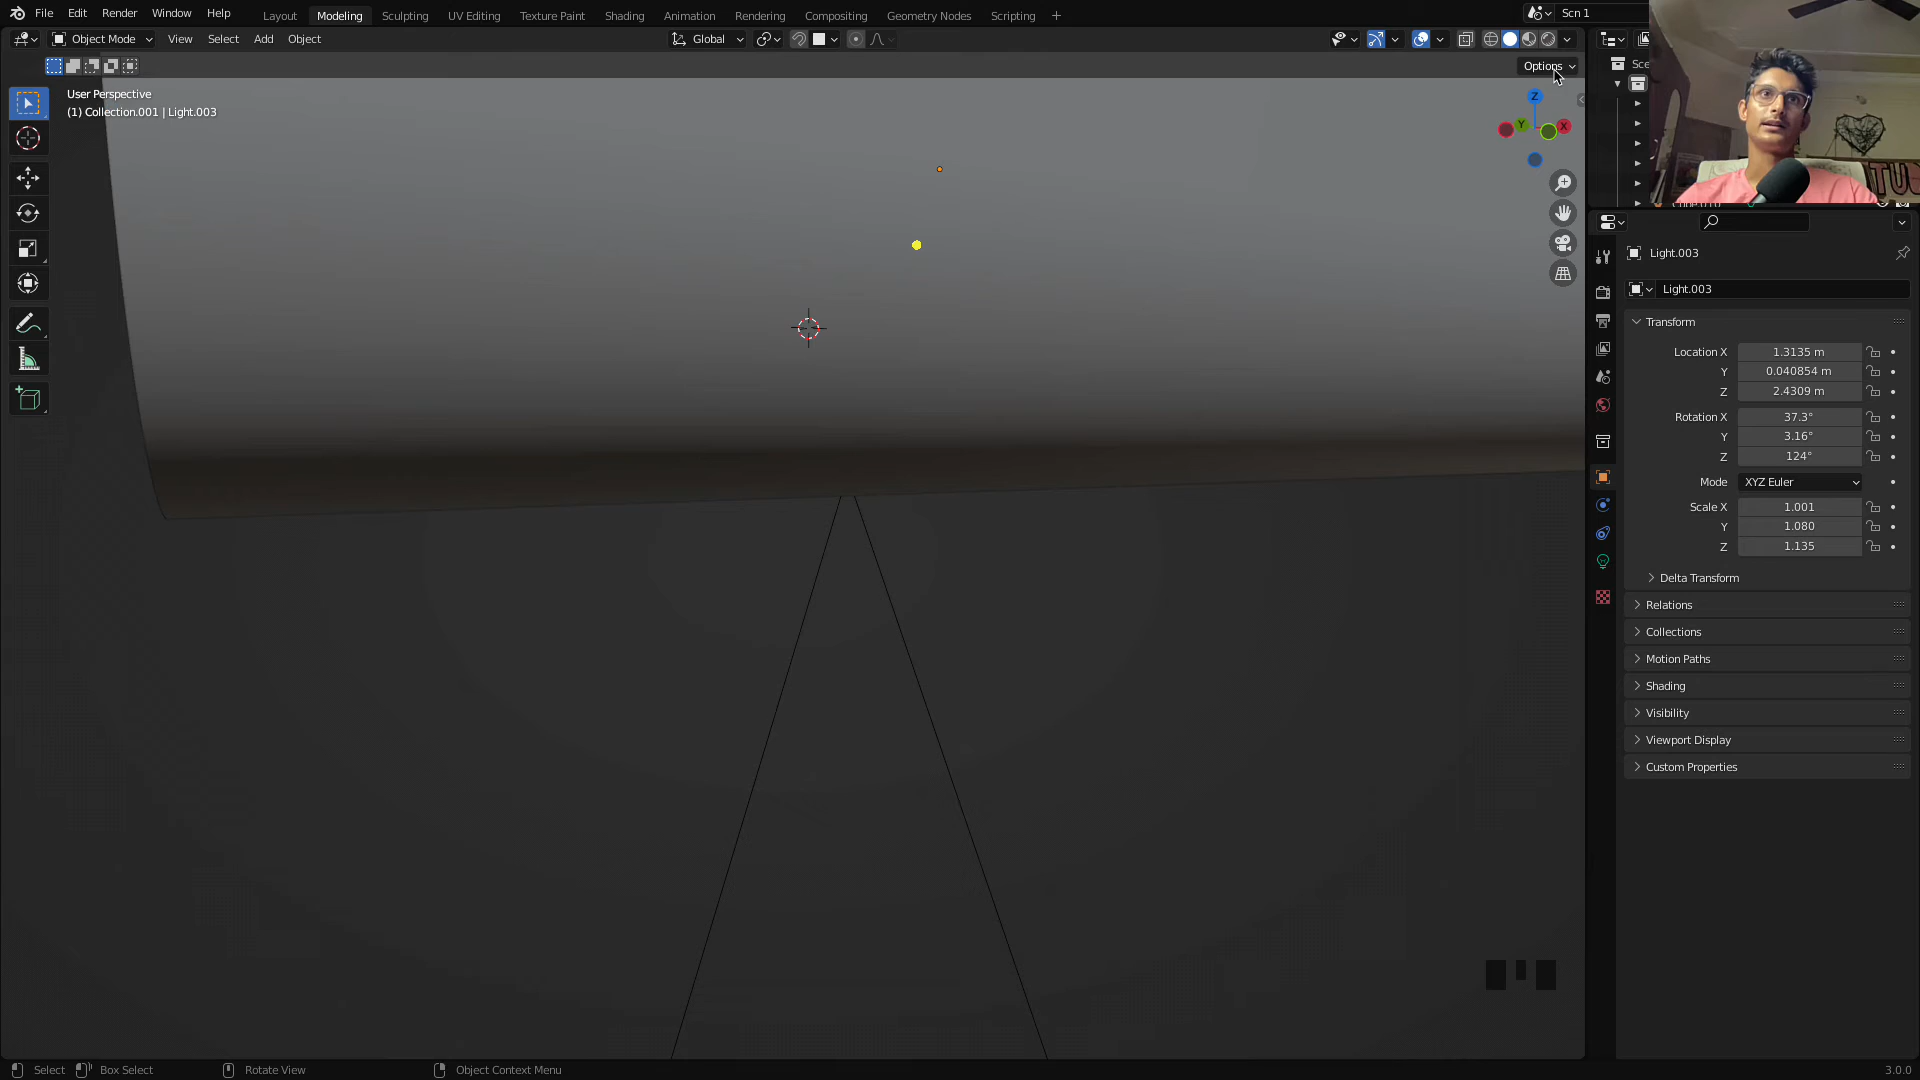 File Edit Render Window Help
Layout Modeling Sculpting UV Editing Texture Paint Shading Animation Rendering Compositing Geometry Nodes Scripting +
Scn 1
Object Mode View Select Add Object
Global
Options
User Perspective
(1) Collection.001 | Light.003
Sce
Z
Y
X
Light.003
Light.003
Transform
Location X 1.3135 m
Y 0.040854 m
Z 2.4309 m
Rotation X 37.3°
Y 3.16°
Z 124°
Mode XYZ Euler
Scale X 1.001
Y 1.080
Z 1.135
Delta Transform
Relations
Collections
Motion Paths
Shading
Visibility
Viewport Display
Custom Properties
Select Box Select Rotate View Object Context Menu
3.0.0